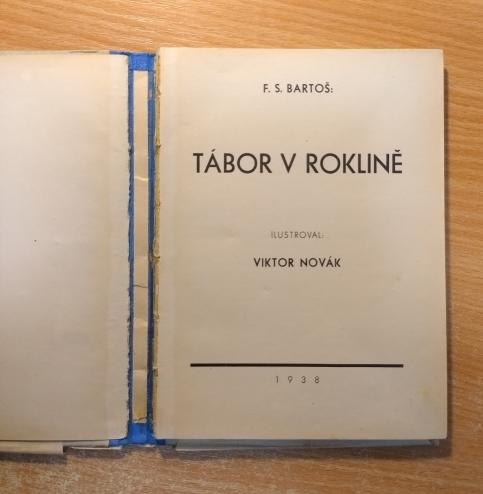 F. S. BARTOŠ:
TÁBOR V ROKLINĚ
ILUSTROVAL:
VIKTOR NOVÁK
1938